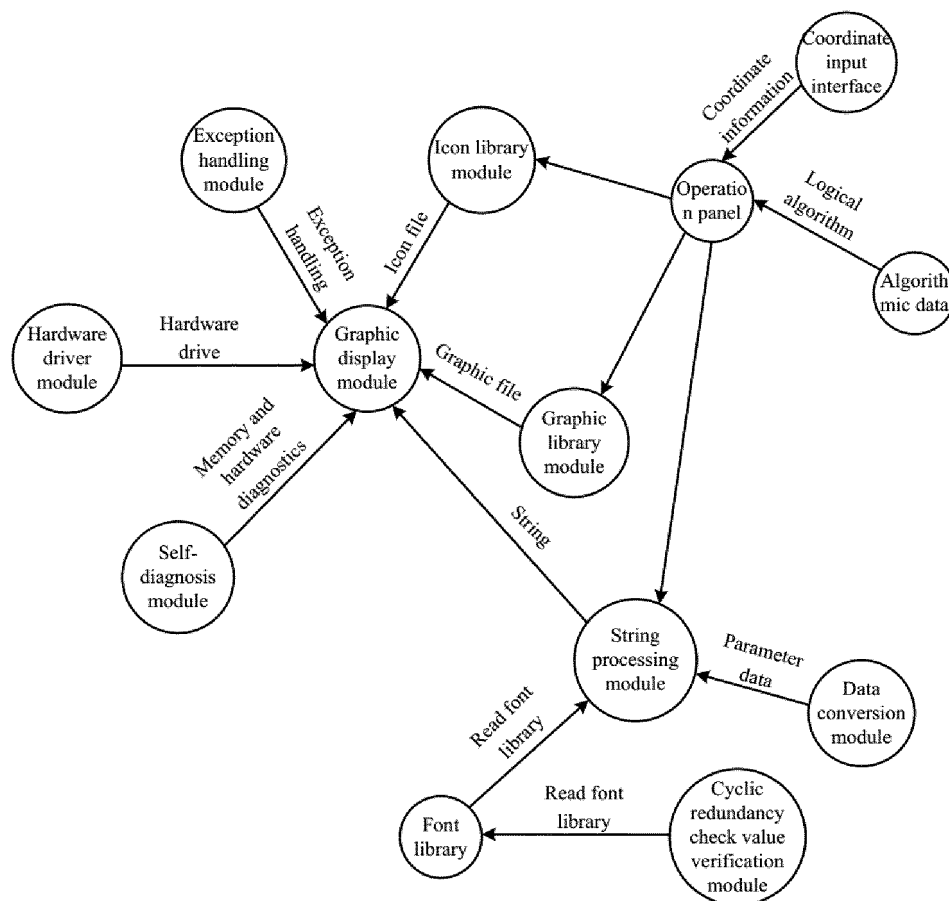 Coordinate
input
interface
Coordinate
information
Exception
handling
module
Icon library
module
Operatio
n panel
Logical
algorithm
Algorith
mic data
Exception
handling
Icon file
Hardware
driver
module
Hardware
drive
Graphic
display
module
Graphic file
Graphic
library
module
Memory and
hardware
diagnostics
Self-
diagnosis
module
String
String
processing
module
Parameter
data
Data
conversion
module
Read font
library
Font
library
Read font
library
Cyclic
redundancy
check value
verification
module